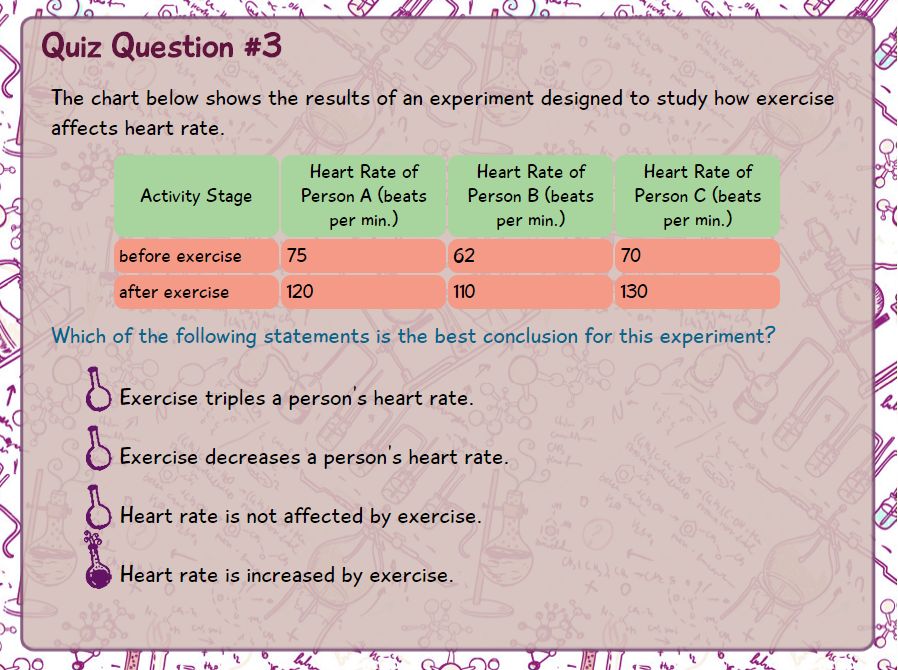 Quiz Question #3
The chart below shows the results of an experiment designed to study how exercise
affects heart rate.
Activity Stage
Heart Rate of
Person A (beats
per min.)
Heart Rate of
Person B (beats
per min.)
Heart Rate of
Person C (beats
per min.)
before exercise 75 62 70
after exercise 120 110 130
Which of the following statements is the best conclusion for this experiment?
Exercise triples a person's heart rate.
Exercise decreases a person's heart rate.
Heart rate is not affected by exercise.
Heart rate is increased by exercise.